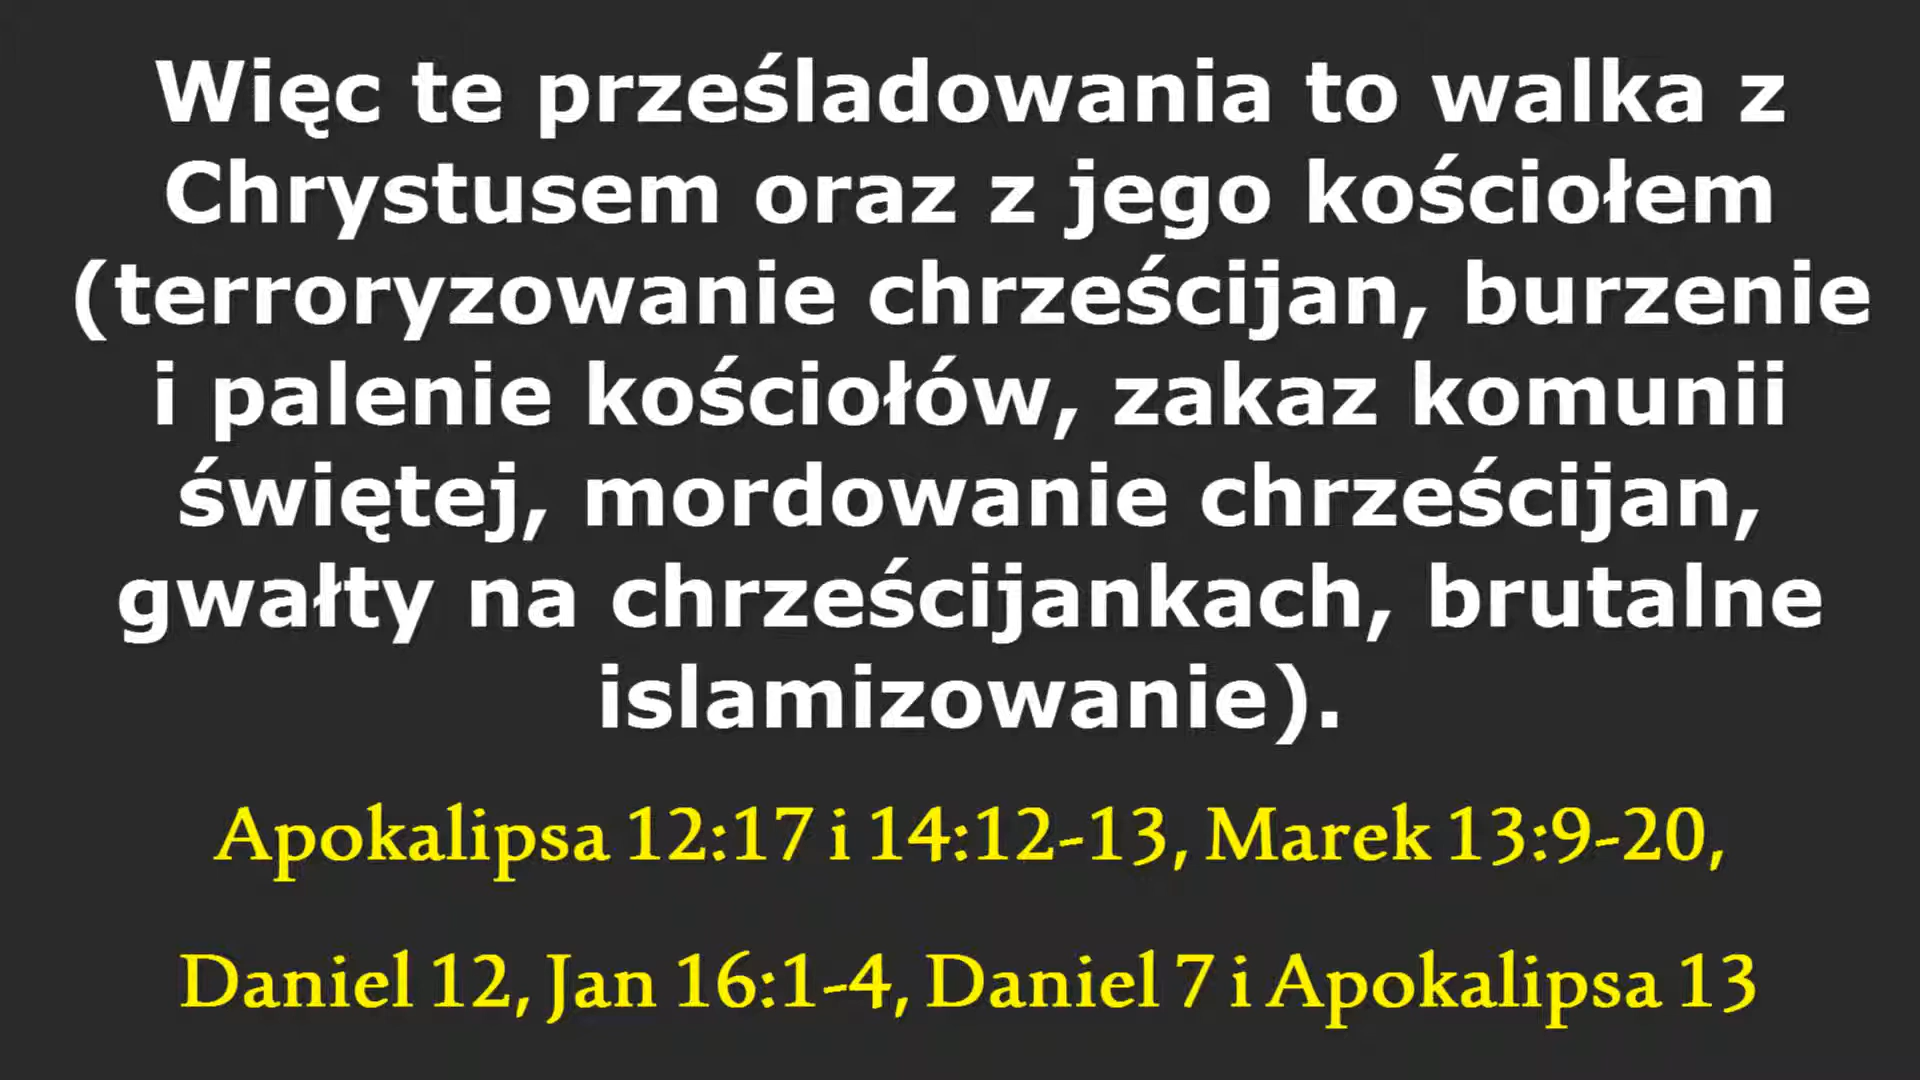 Więc te prześladowania to walka z
Chrystusem oraz z jego kościołem
(terroryzowanie chrześcijan, burzenie
i palenie kościołów, zakaz komunii
świętej, mordowanie chrześcijan,
gwałty na chrześcijankach, brutalne
islamizowanie).
Apokalipsa 12:17 i 14:12-13, Marek 13:9-20,
Daniel 12, Jan 16:1-4, Daniel 7 i Apokalipsa 13